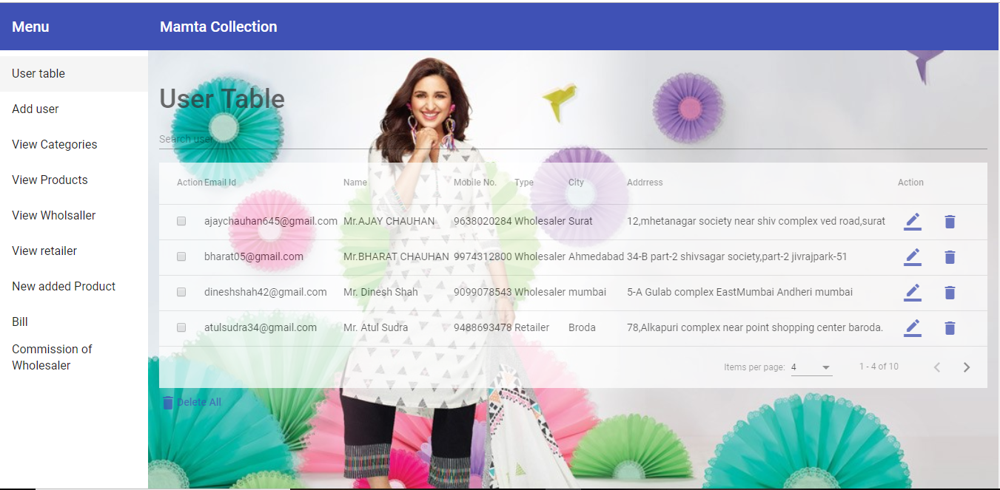 Menu
Mamta Collection
User table
Add user
View Categories
View Products
View Wholsaller
View retailer
New added Product
Bill
Commission of
Wholesaler
User Table
Search user
Action Email Id Name Mobile No. Type City Addrress Action
ajaychauhan645@gmail.com Mr.AJAY CHAUHAN 9638020284 Wholesaler Surat 12,mhetanagar society near shiv complex ved road,surat
bharat05@gmail.com Mr.BHARAT CHAUHAN 9974312800 Wholesaler Ahmedabad 34-B part-2 shivsagar society,part-2 jivrajpark-51
dineshshah42@gmail.com Mr. Dinesh Shah 9099078543 Wholesaler mumbai 5-A Gulab complex EastMumbai Andheri mumbai
atulsudra34@gmail.com Mr. Atul Sudra 9488693478 Retailer Broda 78,Alkapuri complex near point shopping center baroda.
Items per page: 4 1 - 4 of 10
Delete All